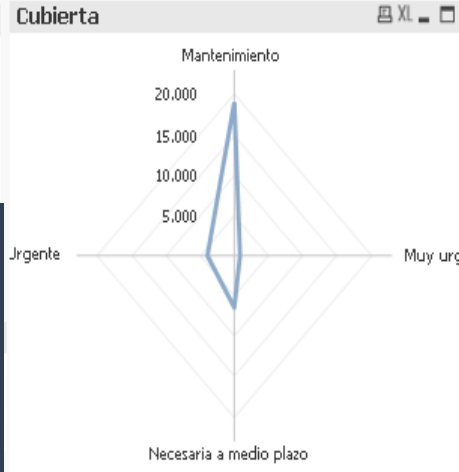 Cubierta XL
Mantenimiento
20.000
15.000
10.000
5.000
Urgente Muy urg
Necesaria a medio plazo